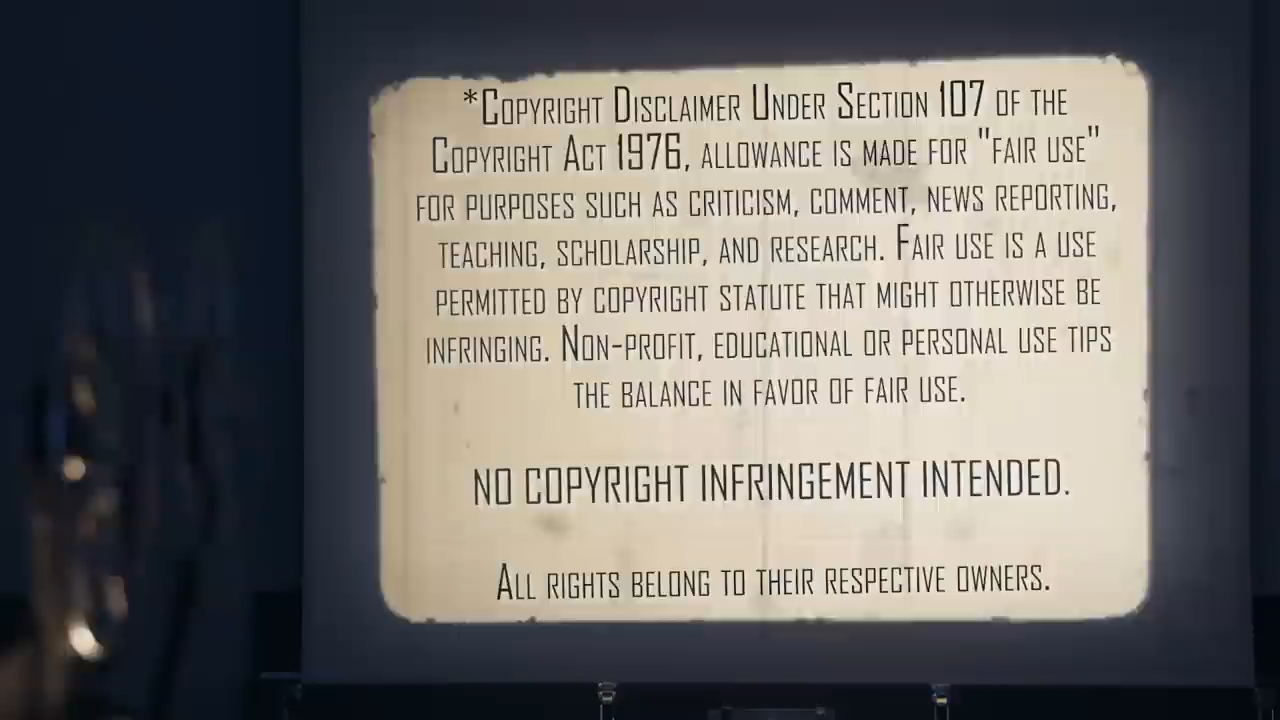 *Copyright Disclaimer Under Section 107 of the
Copyright Act 1976, allowance is made for "fair use"
for purposes such as criticism, comment, news reporting,
teaching, scholarship, and research. Fair use is a use
permitted by copyright statute that might otherwise be
infringing. Non-profit, educational or personal use tips
the balance in favor of fair use.
NO COPYRIGHT INFRINGEMENT INTENDED.
All rights belong to their respective owners.